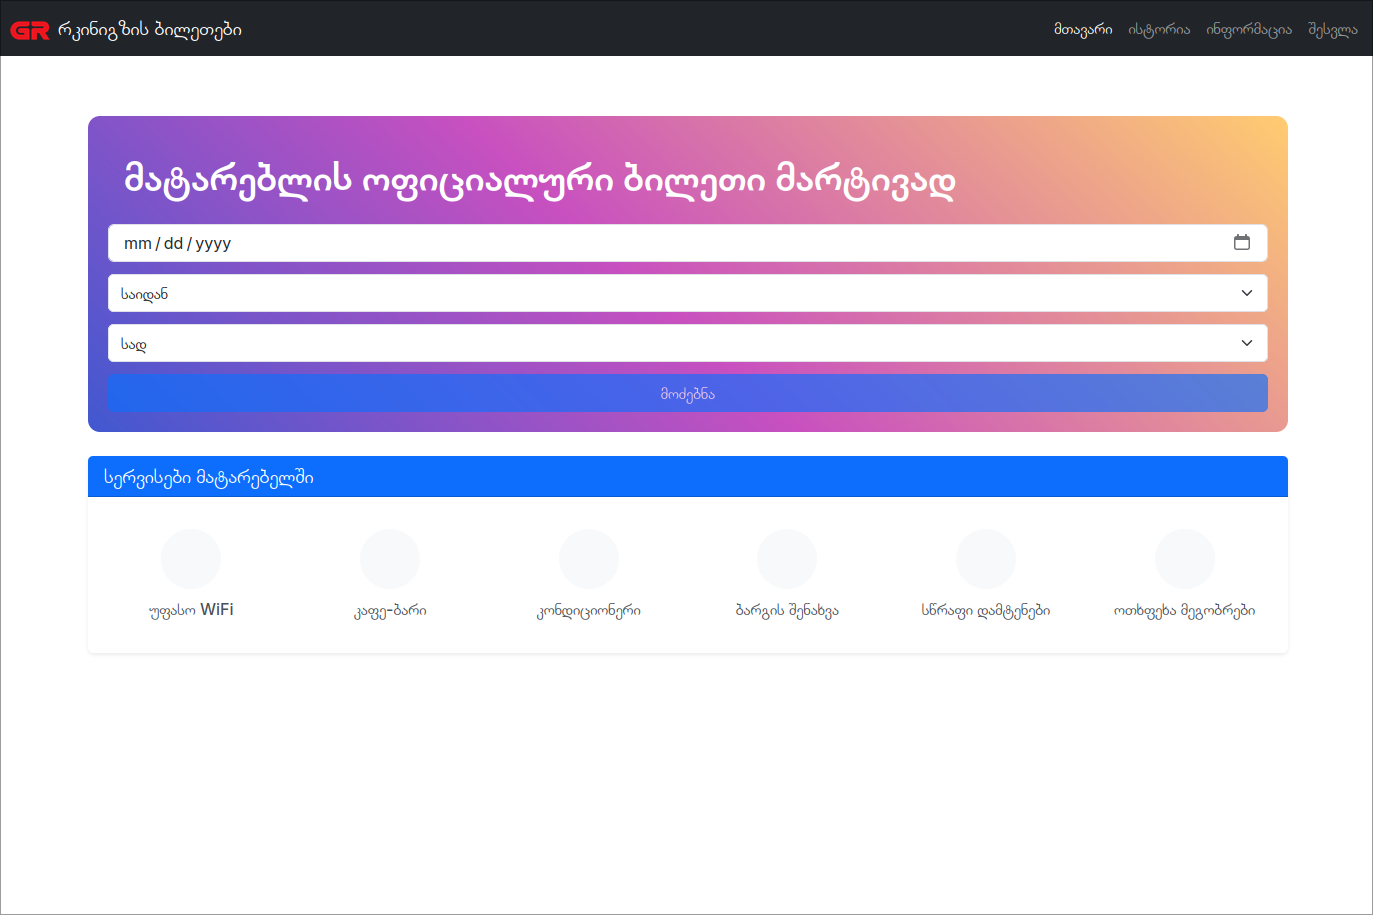 GR რკინიგზის ბილეთები
მთავარი ისტორია ინფორმაცია შესვლა
მატარებლის ოფიციალური ბილეთი მარტივად
mm / dd / yyyy
საიდან
სად
მოძებნა
სერვისები მატარებელში
უფასო WiFi
კაფე-ბარი
კონდიციონერი
ბარგის შენახვა
სწრაფი დამტენები
ოთხფეხა მეგობრები